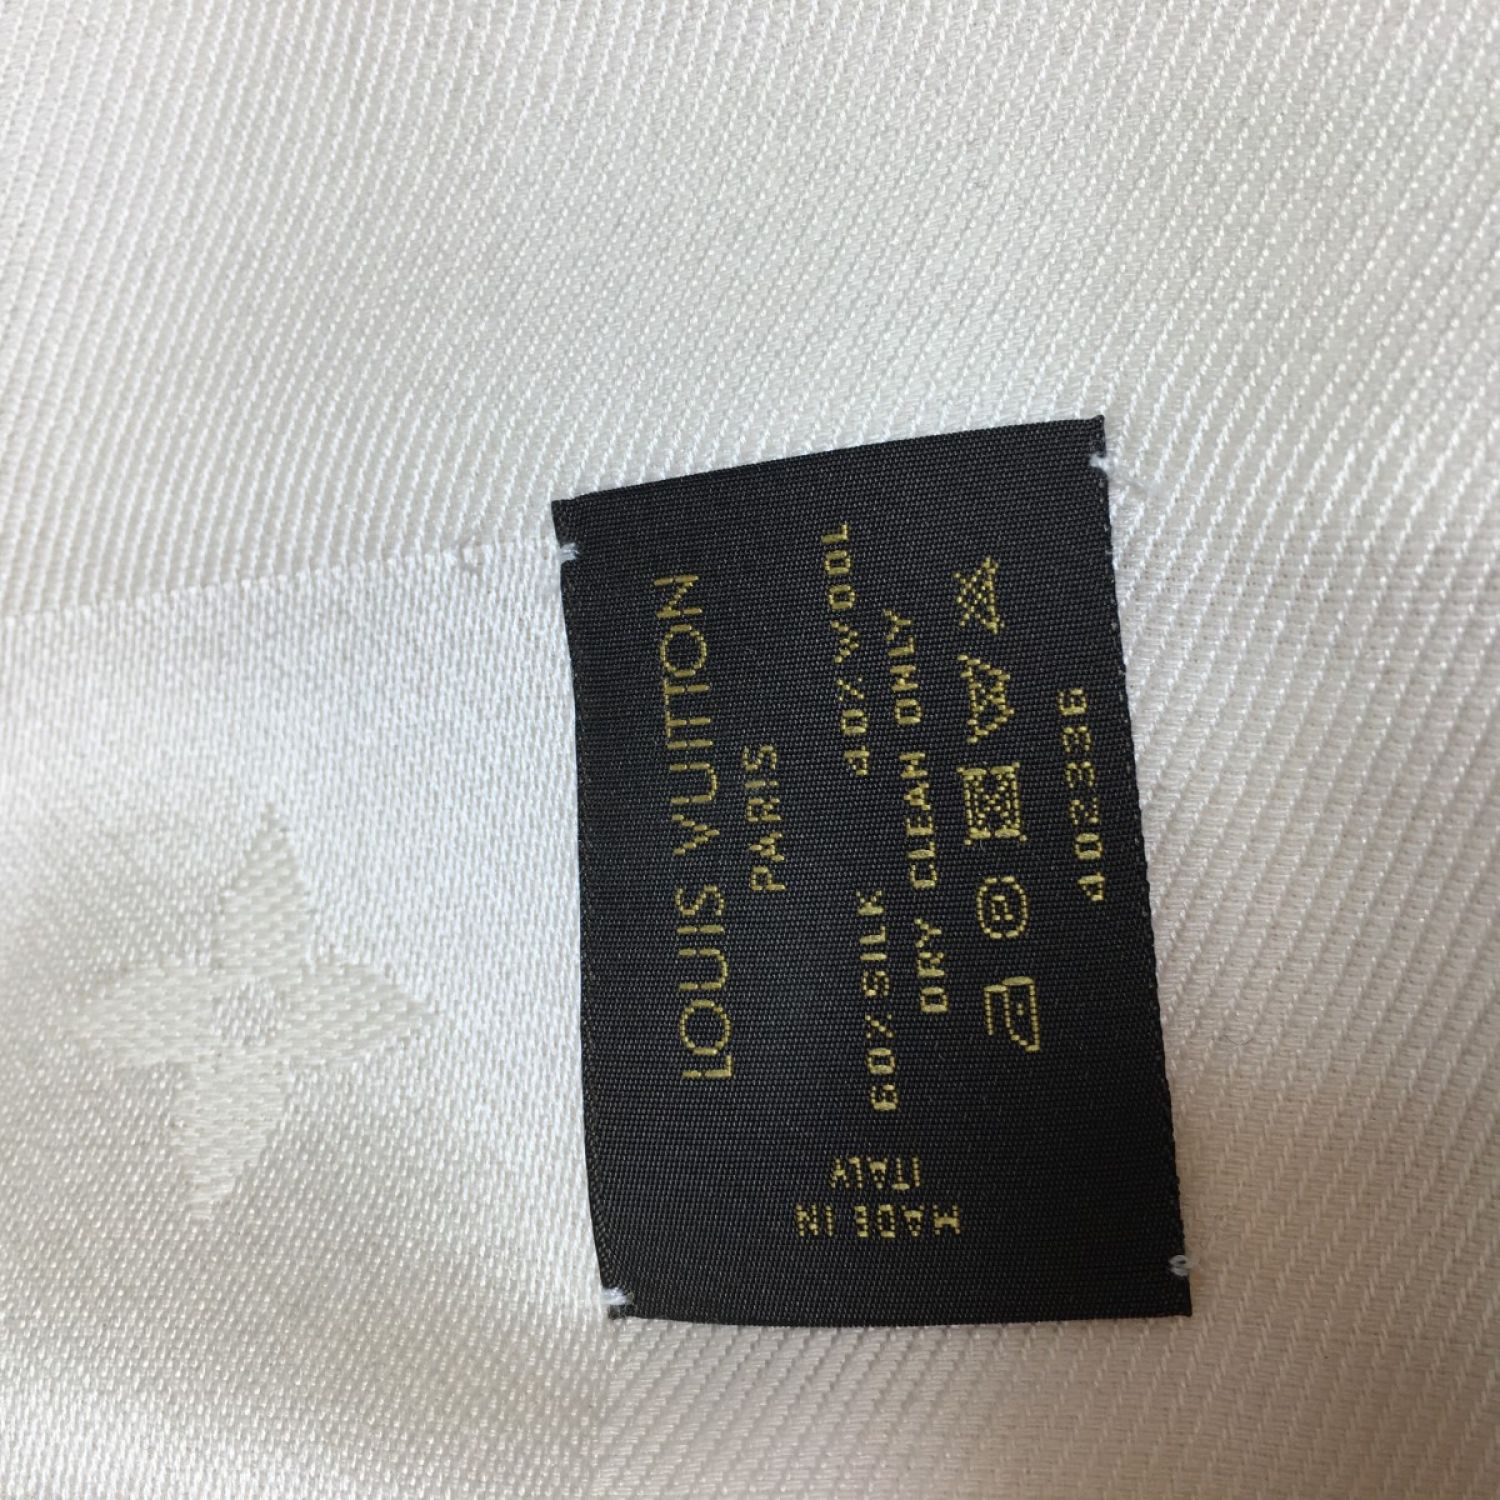 LOUIS VUITTON
PARIS
60% SILK 40% WOOL
DRY CLEAN ONLY
P
402336
MADE IN
ITALY